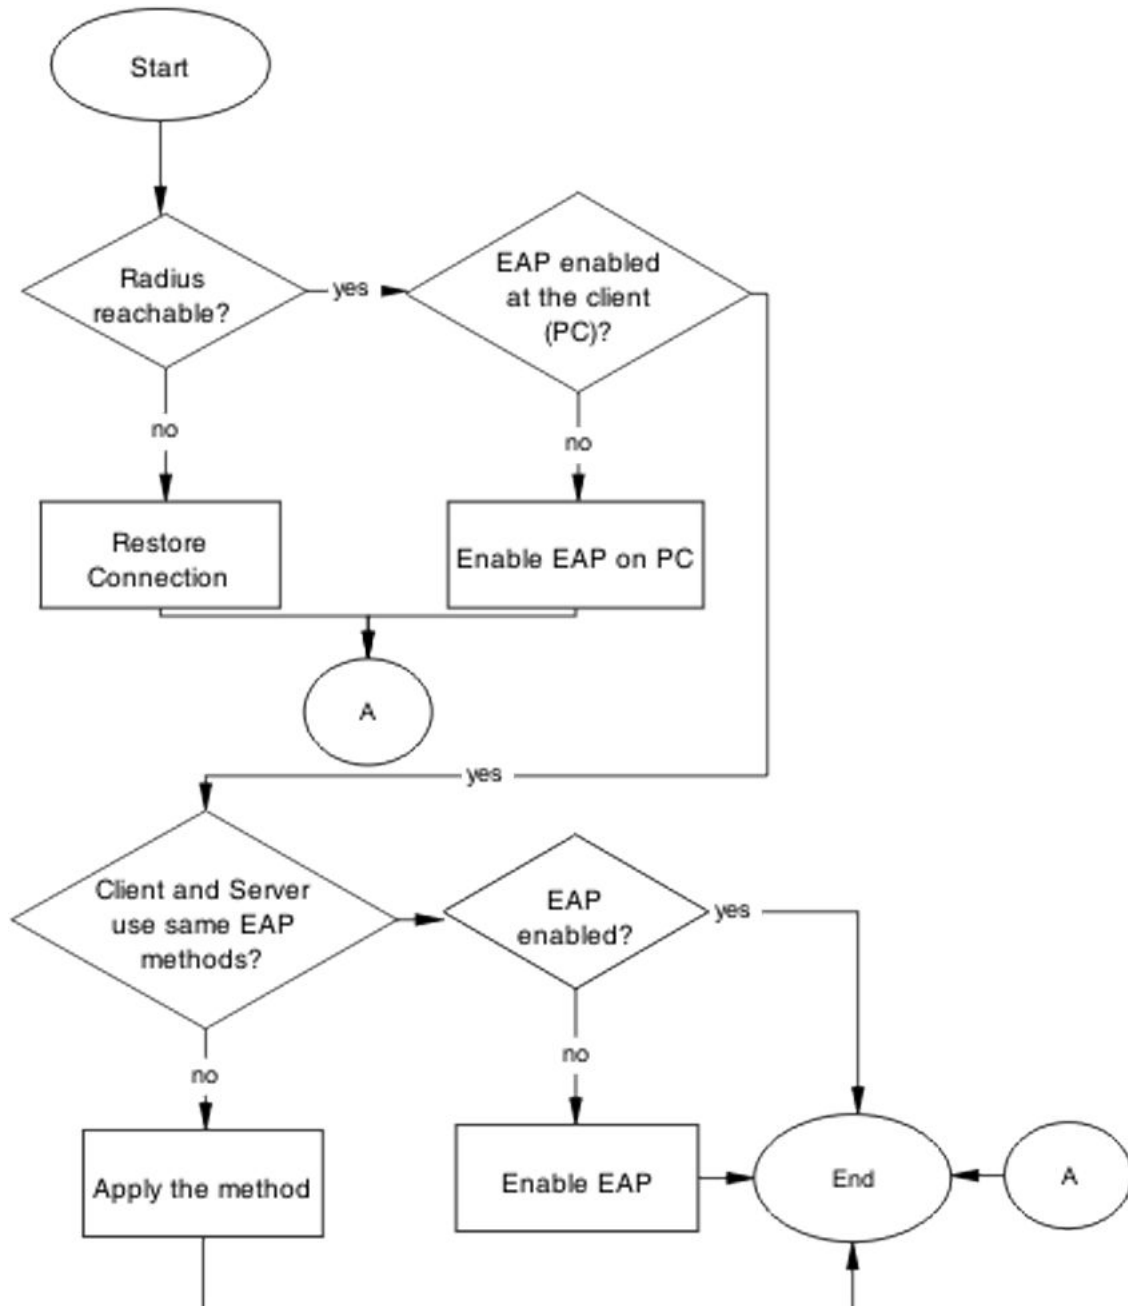 Start
Radius
reachable?
yes
EAP enabled
at the client
(PC)?
no
no
Restore
Connection
Enable EAP on PC
A
yes
Client and Server
use same EAP
methods?
EAP
enabled?
yes
no
no
Apply the method
Enable EAP
End
A